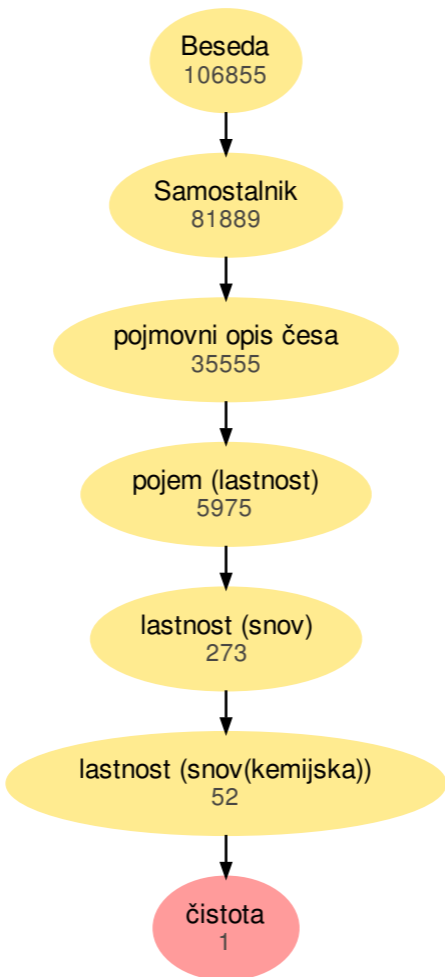 Beseda
106855
Samostalnik
81889
pojmovni opis česa
35555
pojem (lastnost)
5975
lastnost (snov)
273
lastnost (snov(kemijska))
52
čistota
1